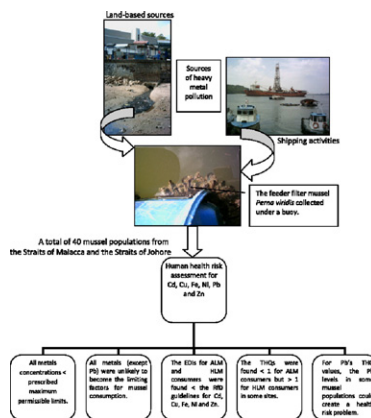 Land-based sources
Sources of
heavy
metal
pollution
Shipping activities
The feeder filter mussel
Perna viridis collected
under a buoy.
A total of 40 mussel populations from
the Straits of Malacca and the Straits of Johore
Human health risk
assessment for
Cd, Cu, Fe, Ni, Pb
and Zn
All metals
concentrations <
prescribed
maximum
permissible limits.
All metals (except
Pb) were unlikely to
become the limiting
factors for mussel
consumption.
The EDIs for ALM
and HLM
consumers were
found < the RfD
guidelines for Cd,
Cu, Fe, Ni and Zn.
The THQs were
found < 1 for ALM
consumers but > 1
for HLM consumers
in some sites.
For Pb's THQ
values, the Pb
levels in some
mussel
populations could
create a health
risk problem.